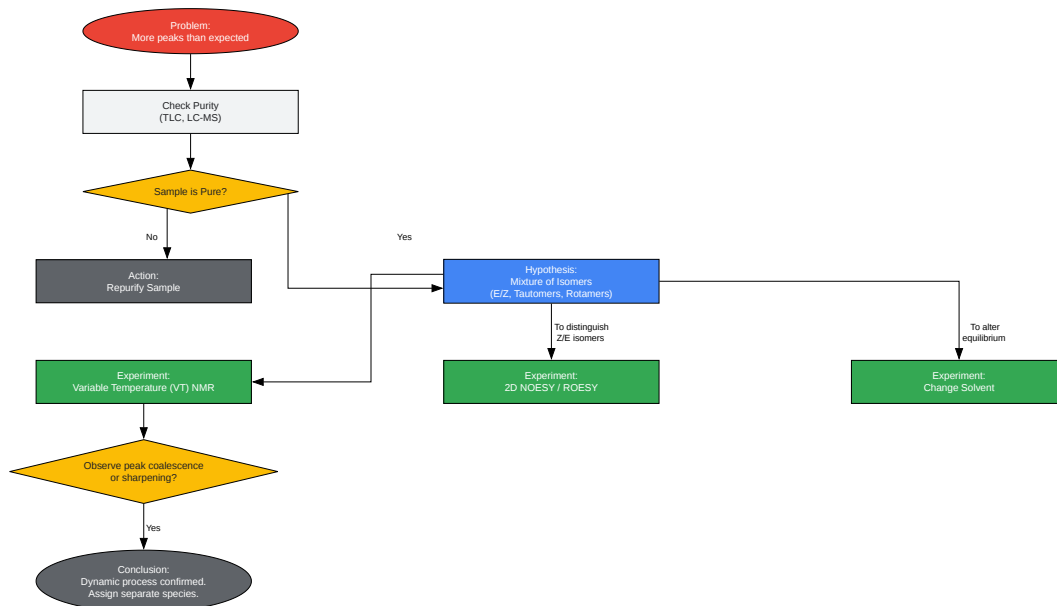 Problem:
More peaks than expected
Check Purity
(TLC, LC-MS)
Sample is Pure?
No
Yes
Action:
Repurify Sample
Hypothesis:
Mixture of Isomers
(E/Z, Tautomers, Rotamers)
To distinguish
Z/E isomers
To alter
equilibrium
Experiment:
Variable Temperature (VT) NMR
Experiment:
2D NOESY / ROESY
Experiment:
Change Solvent
Observe peak coalescence
or sharpening?
Yes
Conclusion:
Dynamic process confirmed.
Assign separate species.